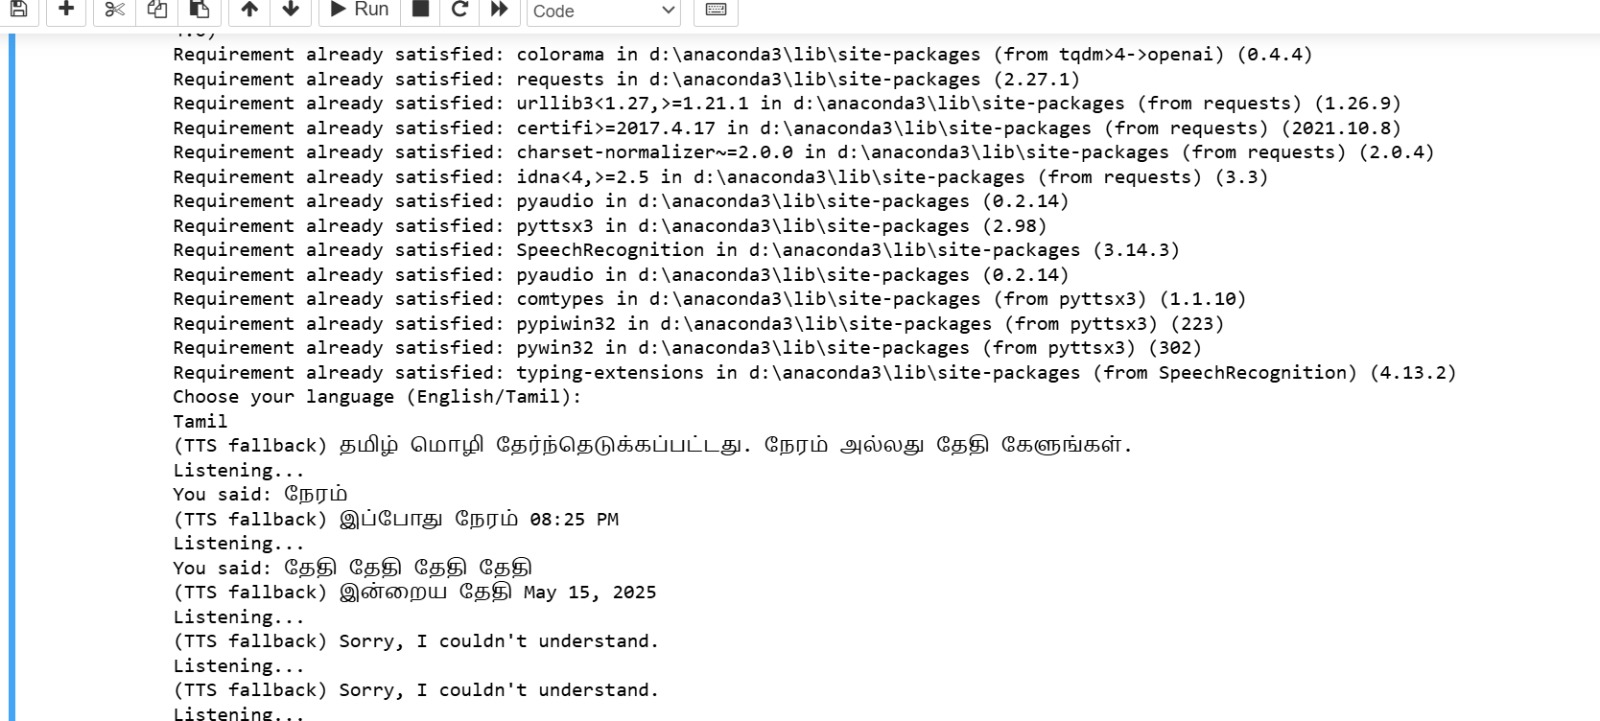 Run
Code
Requirement already satisfied: colorama in d:\anaconda3\lib\site-packages (from tqdm>4->openai) (0.4.4)
Requirement already satisfied: requests in d:\anaconda3\lib\site-packages (2.27.1)
Requirement already satisfied: urllib3<1.27,>=1.21.1 in d:\anaconda3\lib\site-packages (from requests) (1.26.9)
Requirement already satisfied: certifi>=2017.4.17 in d:\anaconda3\lib\site-packages (from requests) (2021.10.8)
Requirement already satisfied: charset-normalizer~=2.0.0 in d:\anaconda3\lib\site-packages (from requests) (2.0.4)
Requirement already satisfied: idna<4,>=2.5 in d:\anaconda3\lib\site-packages (from requests) (3.3)
Requirement already satisfied: pyaudio in d:\anaconda3\lib\site-packages (0.2.14)
Requirement already satisfied: pyttsx3 in d:\anaconda3\lib\site-packages (2.98)
Requirement already satisfied: SpeechRecognition in d:\anaconda3\lib\site-packages (3.14.3)
Requirement already satisfied: pyaudio in d:\anaconda3\lib\site-packages (0.2.14)
Requirement already satisfied: comtypes in d:\anaconda3\lib\site-packages (from pyttsx3) (1.1.10)
Requirement already satisfied: pypiwin32 in d:\anaconda3\lib\site-packages (from pyttsx3) (223)
Requirement already satisfied: pywin32 in d:\anaconda3\lib\site-packages (from pyttsx3) (302)
Requirement already satisfied: typing-extensions in d:\anaconda3\lib\site-packages (from SpeechRecognition) (4.13.2)
Choose your language (English/Tamil):
Tamil
(TTS fallback) தமிழ் மொழி தேர்ந்தெடுக்கப்பட்டது. நேரம் அல்லது தேதி கேளுங்கள்.
Listening...
You said: நேரம்
(TTS fallback) இப்போது நேரம் 08:25 PM
Listening...
You said: தேதி தேதி தேதி தேதி
(TTS fallback) இன்றைய தேதி May 15, 2025
Listening...
(TTS fallback) Sorry, I couldn't understand.
Listening...
(TTS fallback) Sorry, I couldn't understand.
Listening...